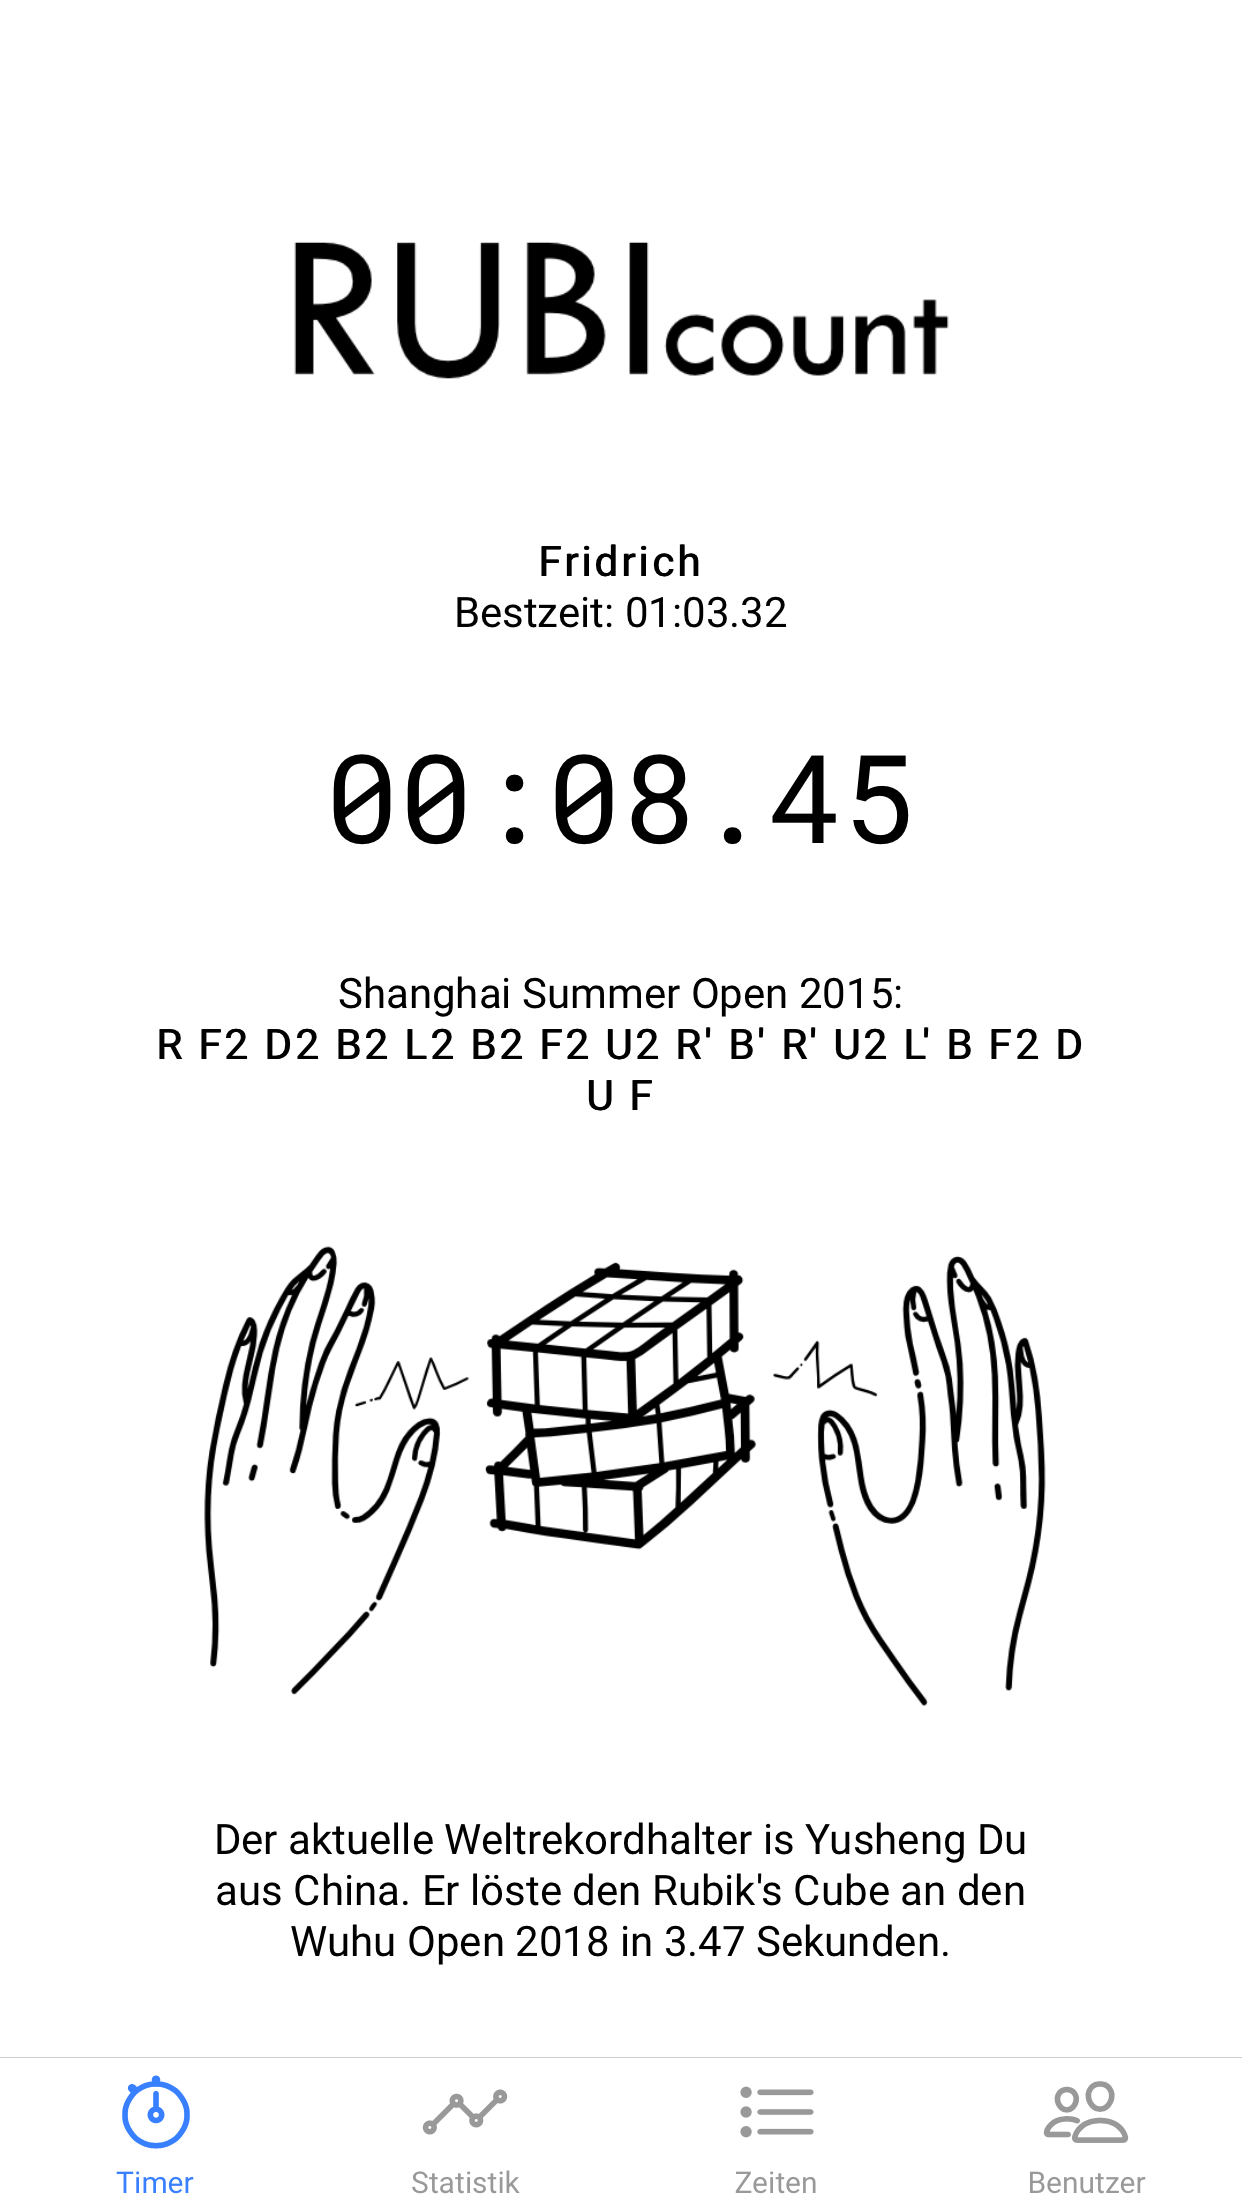 RUBIcount
Fridrich
Bestzeit: 01:03.32
00:08.45
Shanghai Summer Open 2015:
R F2 D2 B2 L2 B2 F2 U2 R' B' R' U2 L' B F2 D
U F
Der aktuelle Weltrekordhalter is Yusheng Du
aus China. Er löste den Rubik's Cube an den
Wuhu Open 2018 in 3.47 Sekunden.
Timer
Statistik
Zeiten
Benutzer